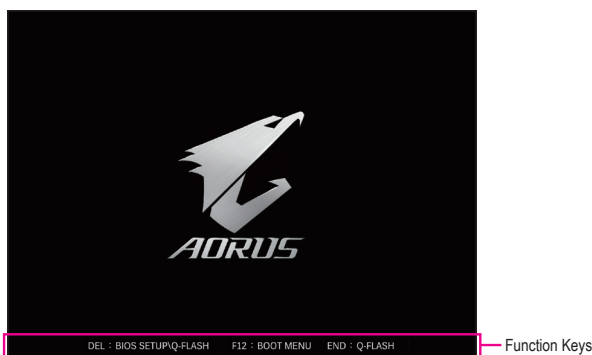 AORUS
DEL : BIOS SETUP\Q-FLASH F12 : BOOT MENU END : Q-FLASH
Function Keys